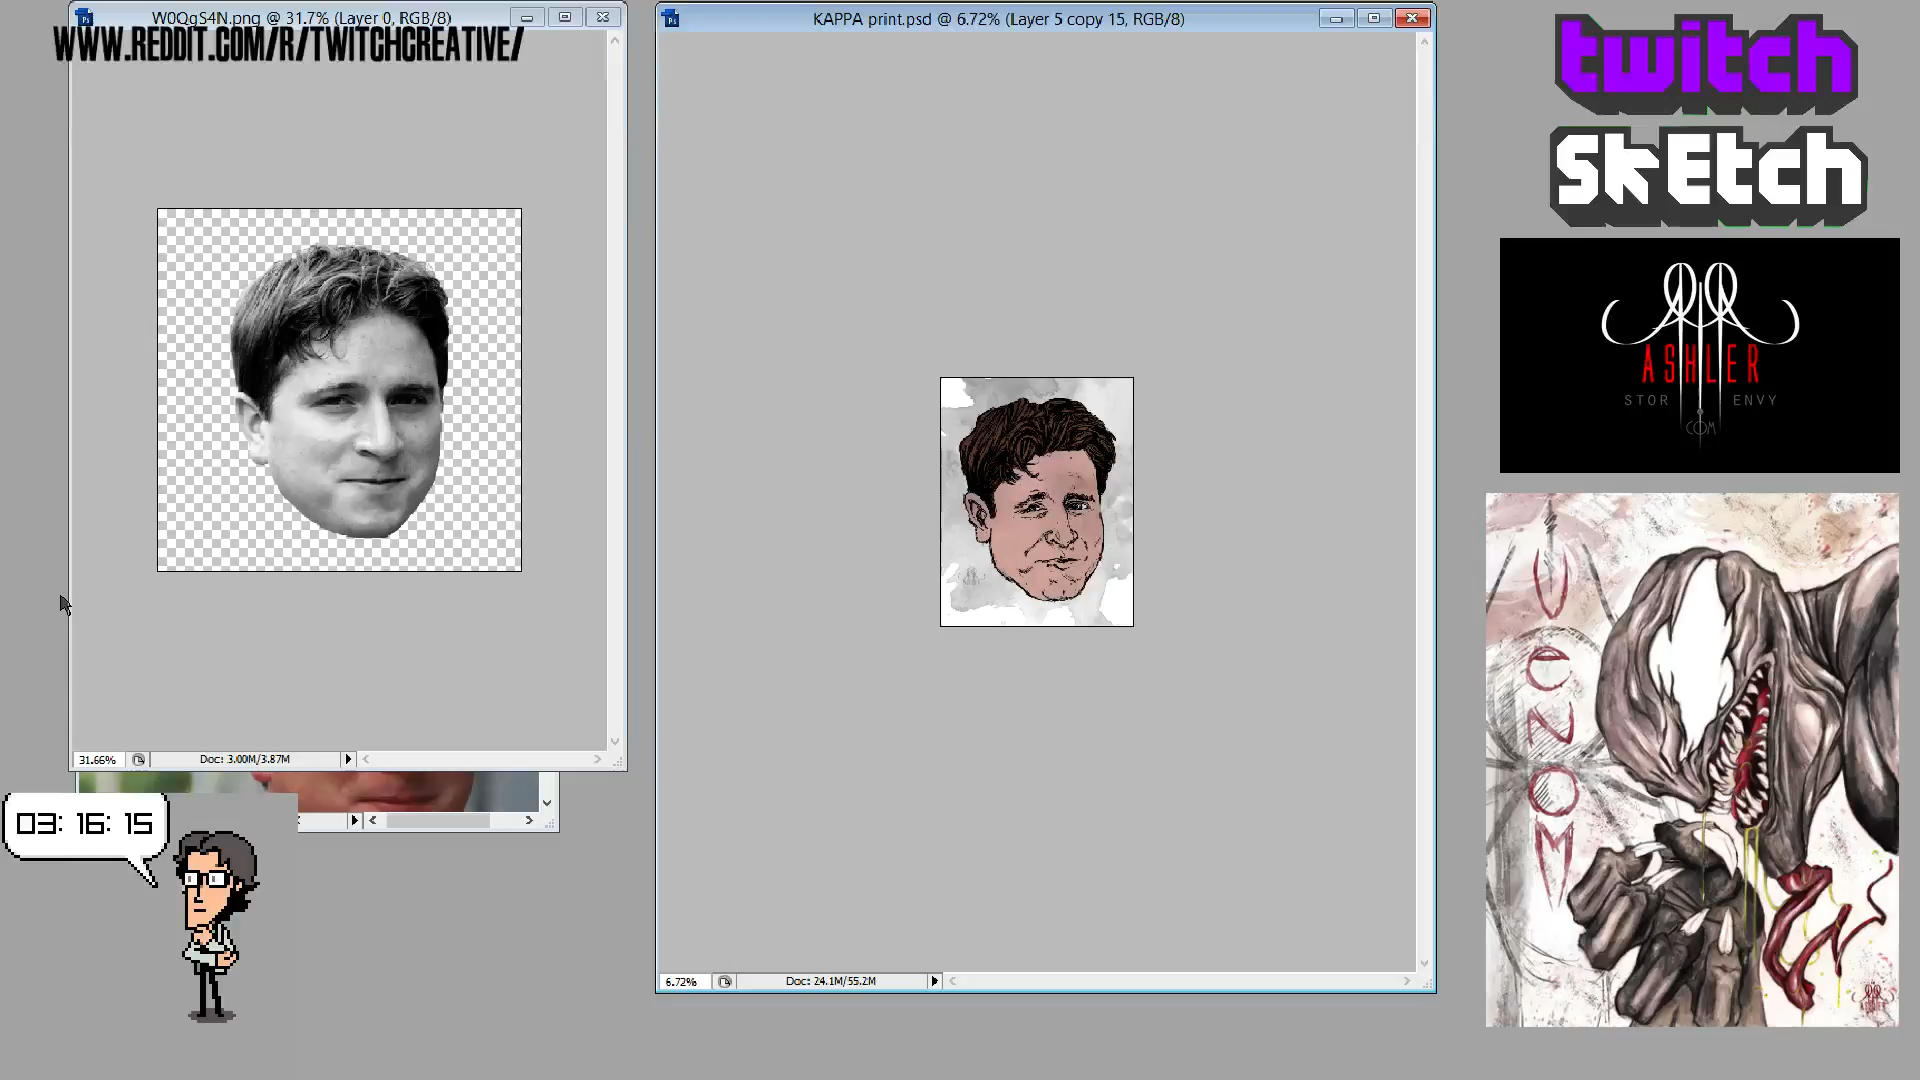 W0QgS4N.png @ 31.7% (Layer 0, RGB/8)
WWW.REDDIT.COM/R/TWITCHCREATIVE/
KAPPA print.psd @ 6.72% (Layer 5 copy 15, RGB/8)
twitch
SkEtch
ASHLER
STOR ENVY
COM
VENOM
31.66%
Doc: 3.00M/3.87M
03: 16: 15
6.72%
Doc: 24.1M/55.2M
ASHLER